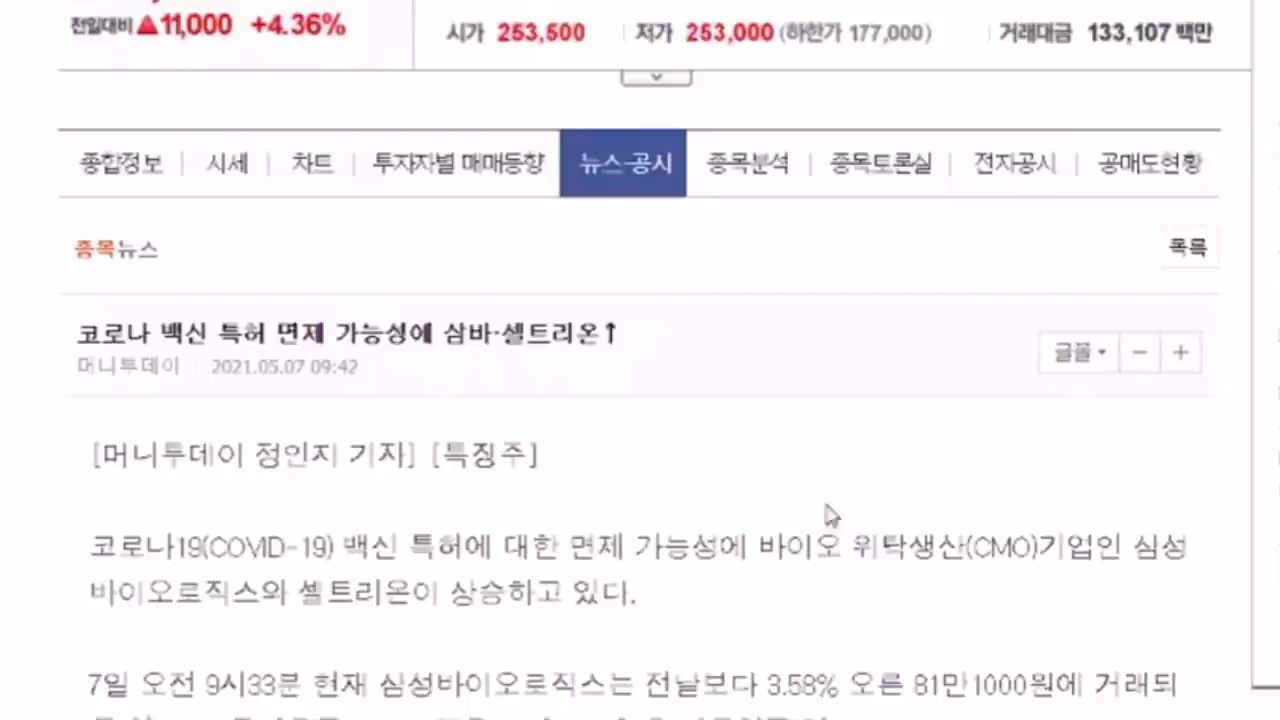 전일대비 ▲11,000 +4.36%
시가 253,500 저가 253,000 (하한가 177,000) 거래대금 133,107 백만
종합정보 시세 차트 투자자별 매매동향 뉴스·공시 종목분석 종목토론실 전자공시 공매도현황
종목뉴스 목록
코로나 백신 특허 면제 가능성에 삼바·셀트리온↑
머니투데이 2021.05.07 09:42
글꼴 - +
[머니투데이 정인지 기자] [특징주]
코로나19(COVID-19) 백신 특허에 대한 면제 가능성에 바이오 위탁생산(CMO)기업인 삼성
바이오로직스와 셀트리온이 상승하고 있다.
7일 오전 9시33분 현재 삼성바이오로직스는 전날보다 3.58% 오른 81만1000원에 거래되